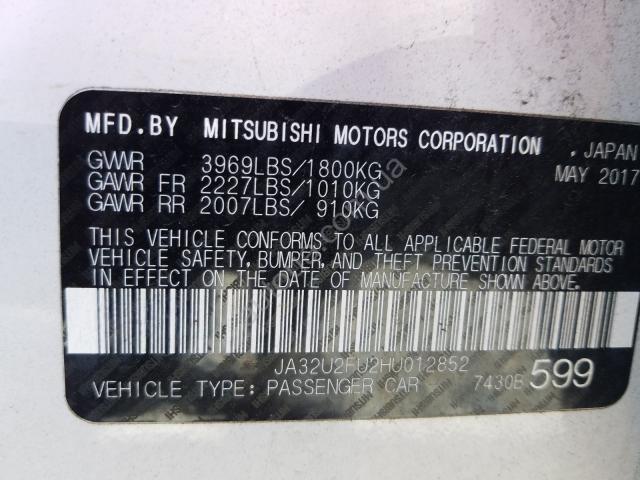 MFD.BY MITSUBISHI MOTORS CORPORATION , JAPAN
GVWR 3969LBS/1800KG MAY 2017
GAWR FR 2227LBS/1010KG
GAWR RR 2007LBS/ 910KG
THIS VEHICLE CONFORMS TO ALL APPLICABLE FEDERAL MOTOR
VEHICLE SAFETY, BUMPER, AND THEFT PREVENTION STANDARDS
IN EFFECT ON THE DATE OF MANUFACTURE SHOWN ABOVE.
JA32U2FU2HU012852
VEHICLE TYPE: PASSENGER CAR 7430B 599